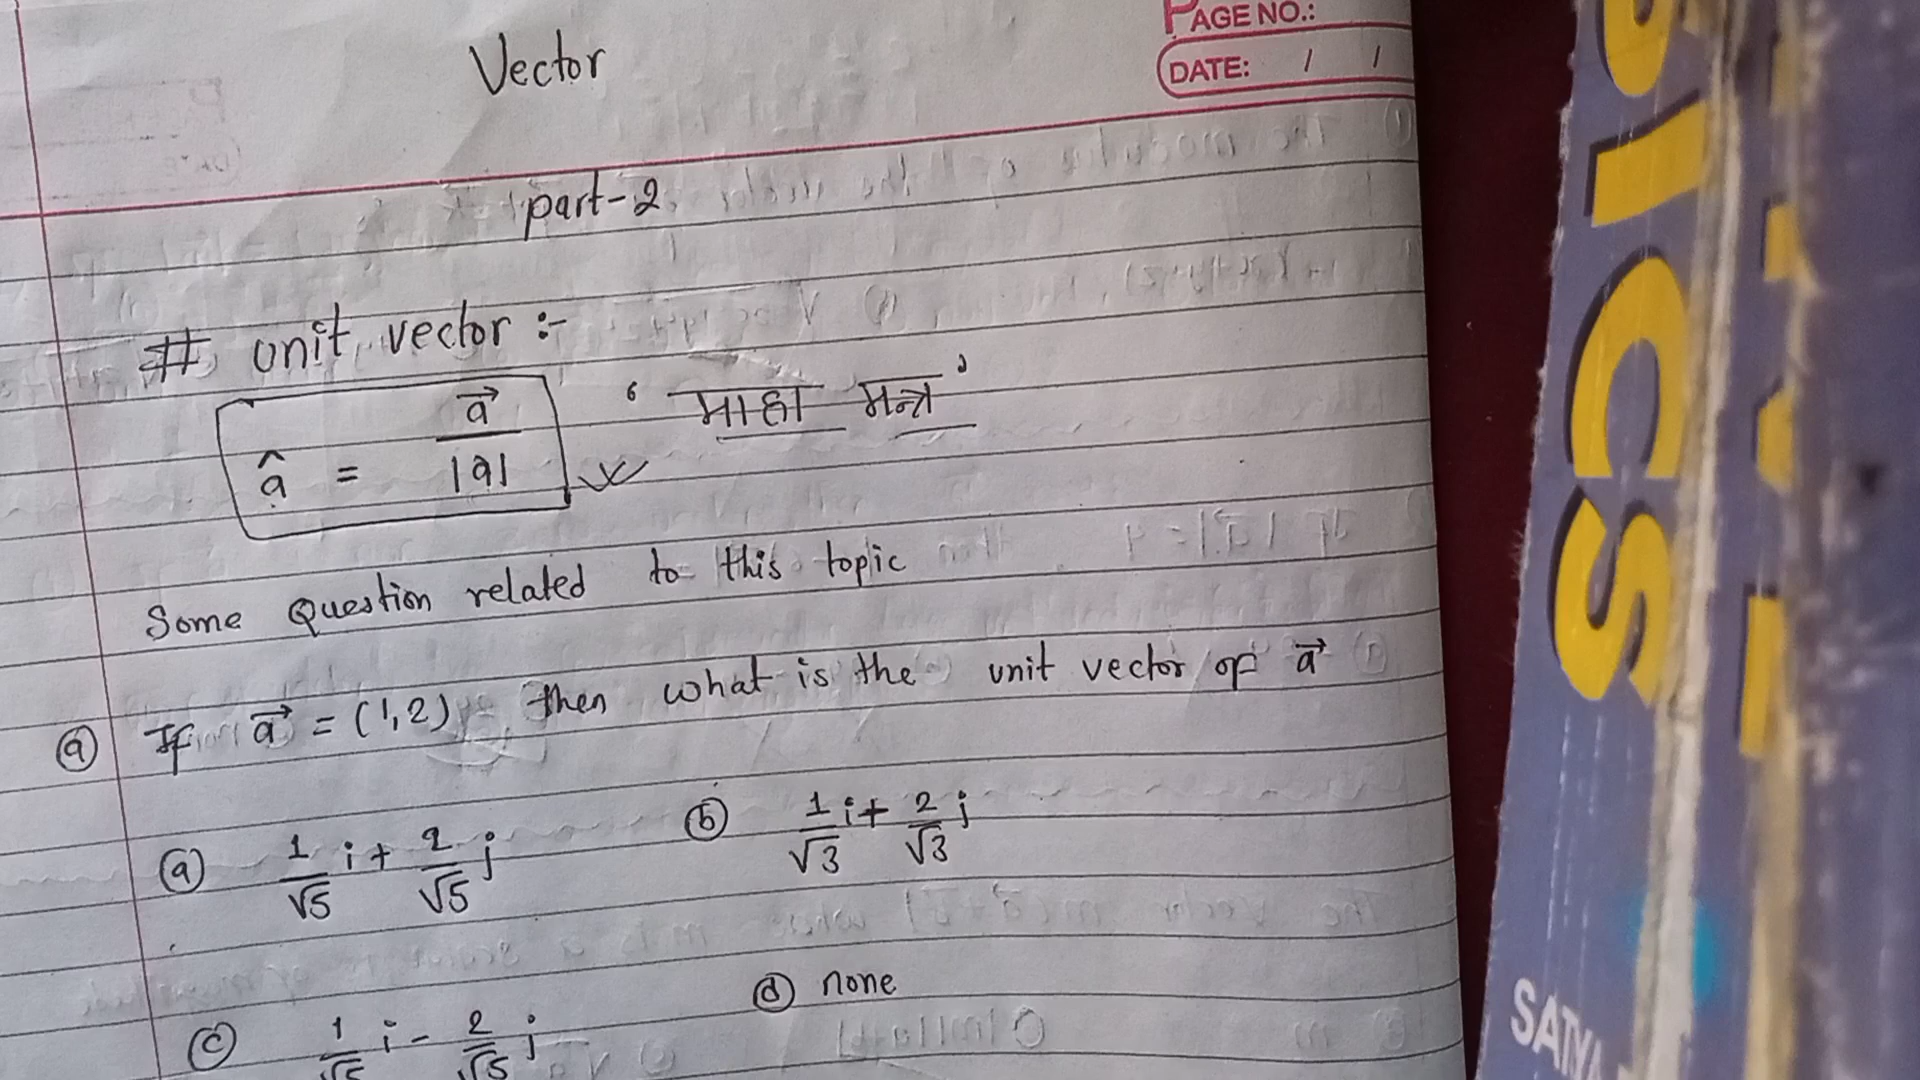 PAGE NO.:
DATE: / /
Vector
part-2
# unit vector :-
â = a⃗ / |a| ‘माहा मन्त्र’
Some Question related to this topic
Ⓠ If a⃗ = (1,2), then what is the unit vector of a⃗
ⓐ 1/√5 i + 2/√5 j ⓑ 1/√3 i + 2/√3 j
ⓒ 1/√5 i - 2/√5 j ⓓ none
SICS
SATYA